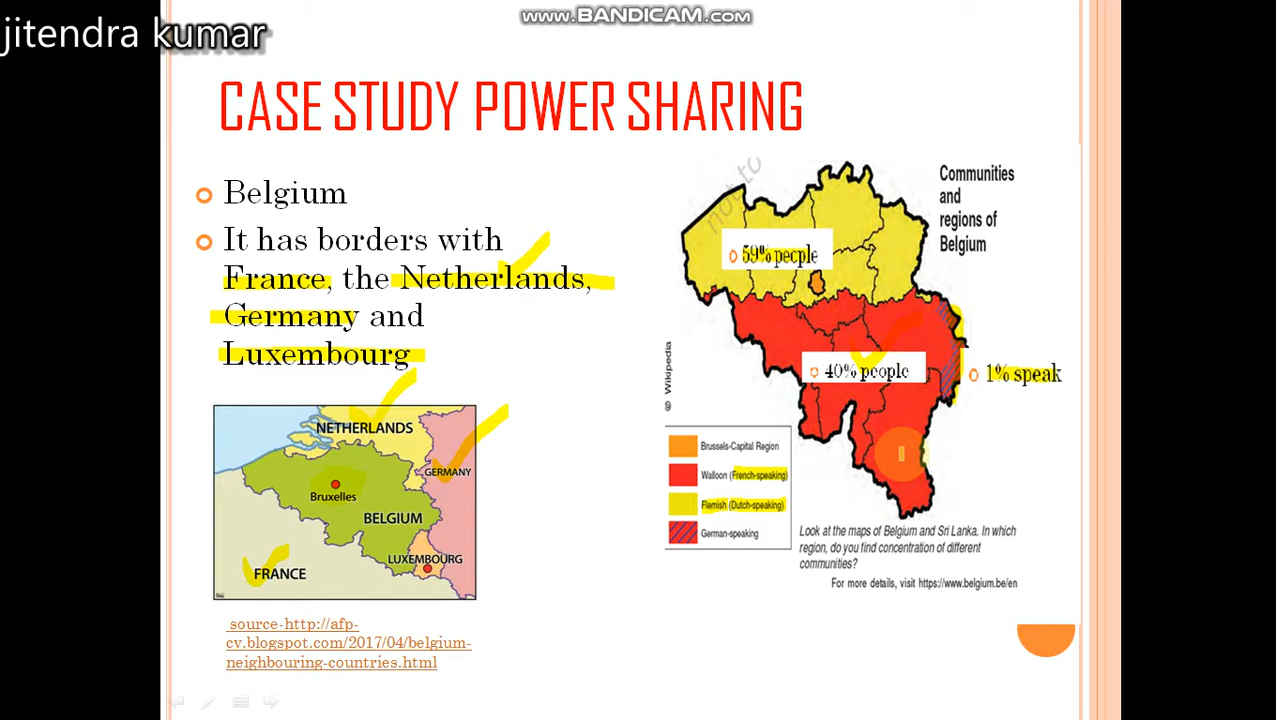 www.BANDICAM.com
jitendra kumar
CASE STUDY POWER SHARING
Belgium
It has borders with
France, the Netherlands,
Germany and
Luxembourg
NETHERLANDS
GERMANY
Bruxelles
BELGIUM
LUXEMBOURG
FRANCE
source-http://afp-
cv.blogspot.com/2017/04/belgium-
neighbouring-countries.html
not to
Communities
and
regions of
Belgium
59% people
40% people
1% speak
© Wikipedia
Brussels-Capital Region
Walloon (French-speaking)
Flemish (Dutch-speaking)
German-speaking
Look at the maps of Belgium and Sri Lanka. In which
region, do you find concentration of different
communities?
For more details, visit https://www.belgium.be/en